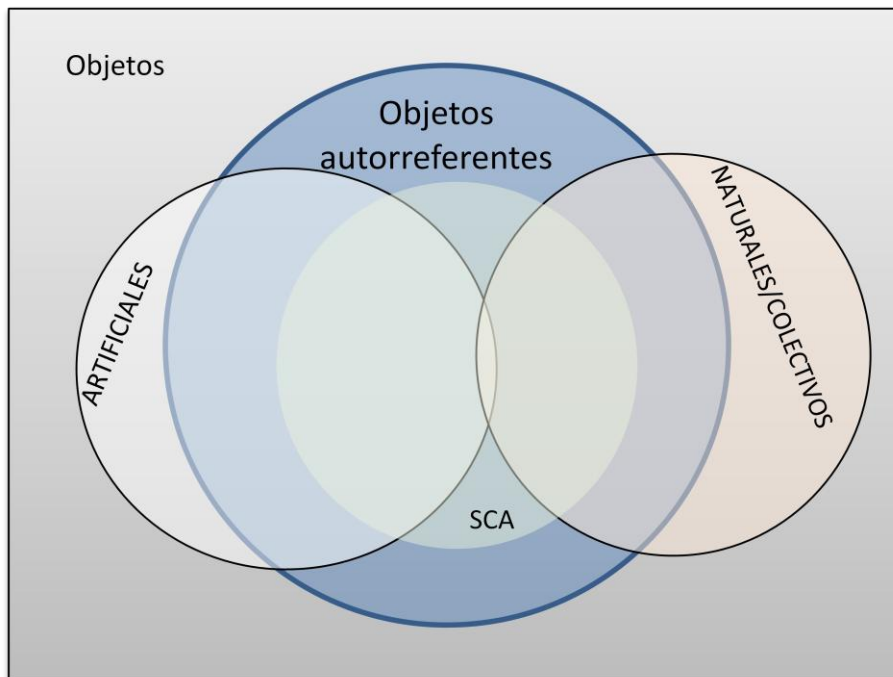 Objetos
Objetos
autorreferentes
ARTIFICIALES
NATURALES/COLECTIVOS
SCA